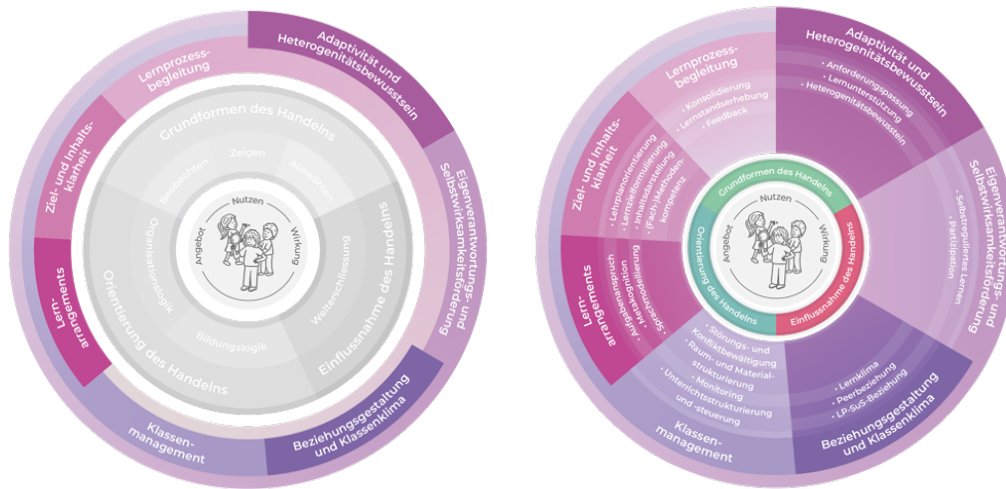 Adaptivität und
Heterogenitätsbewusstsein
Eigenverantwortungs- und
Selbstwirksamkeitsförderung
Beziehungsgestaltung
und Klassenklima
Klassen-
management
Lern-
arrangements
Ziel- und Inhalts-
klarheit
Lernprozess-
begleitung
Grundformen des Handelns
Beobachten
Zeigen
Auswählen
Einflussnahme des Handelns
Welterschliessung
Orientierung des Handelns
Organisationslogik
Bildungslogik
Angebot
Nutzen
Wirkung
Adaptivität und
Heterogenitätsbewusstsein
• Anforderungspassung
• Lernunterstützung
• Heterogenitätsbewusstein
Eigenverantwortungs- und
Selbstwirksamkeitsförderung
• Selbstreguliertes Lernen
• Partizipation
Beziehungsgestaltung
und Klassenklima
• Lernklima
• Peerbeziehung
• LP-SuS-Beziehung
Klassen-
management
• Störungs- und
Konfliktbewältigung
• Raum- und Material-
strukturierung
• Monitoring
• Unterrichtsstrukturierung
und -steuerung
Lern-
arrangements
• Aufgabenanspruch
• Metakognition
• Sprachmodellierung
Ziel- und Inhalts-
klarheit
• Lehrplanorientierung
• Lernzielformulierung
• Inhaltsdarstellung
• (Fach-)Methoden-
kompetenz
Lernprozess-
begleitung
• Konsolidierung
• Lernstandserhebung
• Feedback
Grundformen des Handelns
Einflussnahme des Handelns
Orientierung des Handelns
Angebot
Nutzen
Wirkung